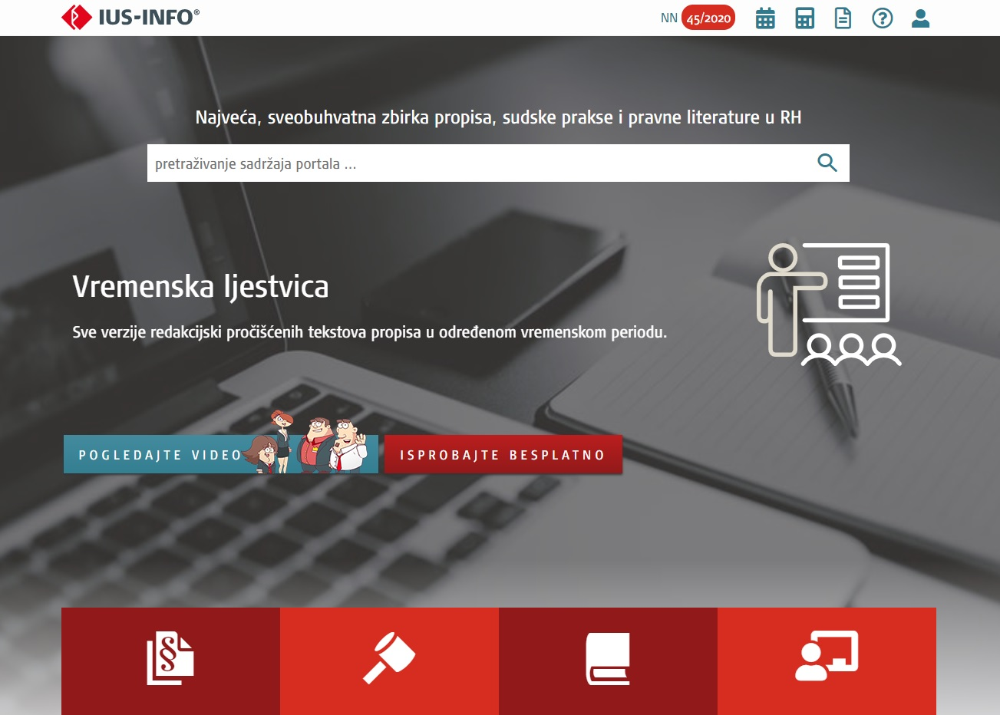 IUS-INFO®
NN 45/2020
Najveća, sveobuhvatna zbirka propisa, sudske prakse i pravne literature u RH
pretraživanje sadržaja portala ...
Vremenska ljestvica
Sve verzije redakcijski pročišćenih tekstova propisa u određenom vremenskom periodu.
POGLEDAJTE VIDEO
ISPROBAJTE BESPLATNO
§